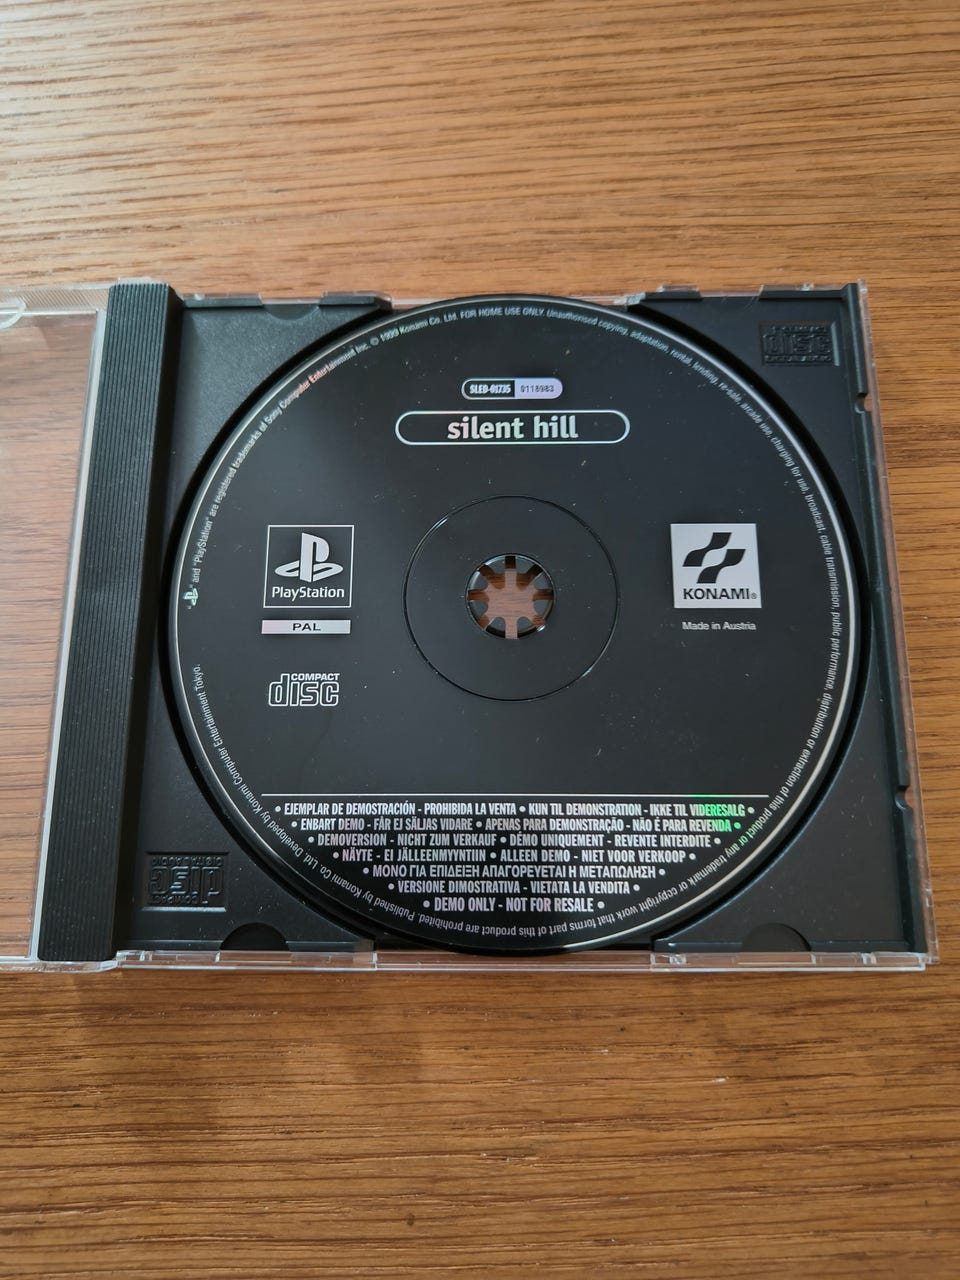 SLED-01735 0118983
silent hill
PlayStation
PAL
COMPACT
disc
KONAMI®
Made in Austria
• EJEMPLAR DE DEMOSTRACIÓN - PROHIBIDA LA VENTA • KUN TIL DEMONSTRATION - IKKE TIL VIDERESALG •
• ENBART DEMO - FÅR EJ SÄLJAS VIDARE • APENAS PARA DEMONSTRAÇÃO - NÃO É PARA REVENDA •
• DEMOVERSION - NICHT ZUM VERKAUF • DÉMO UNIQUEMENT - REVENTE INTERDITE •
• NÄYTE - EI JÄLLEENMYYNTIIN • ALLEEN DEMO - NIET VOOR VERKOOP •
• ΜΟΝΟ ΓΙΑ ΕΠΙΔΕΙΞΗ ΑΠΑΓΟΡΕΥΕΤΑΙ Η ΜΕΤΑΠΩΛΗΣΗ •
• VERSIONE DIMOSTRATIVA - VIETATA LA VENDITA •
• DEMO ONLY - NOT FOR RESALE •
" " and "PlayStation" are registered trademarks of Sony Computer Entertainment Inc. © 1999 Konami Co. Ltd. FOR HOME USE ONLY. Unauthorised copying, adaptation, rental, lending, re-sale, arcade use, charging for use, broadcast, cable transmission, public performance, distribution or extraction of this product or any trademark or copyright work that forms part of this product are prohibited. Published by Konami Co. Ltd. Developed by Konami Computer Entertainment Tokyo.
COMPACT
disc
COMPACT
disc
DIGITAL AUDIO